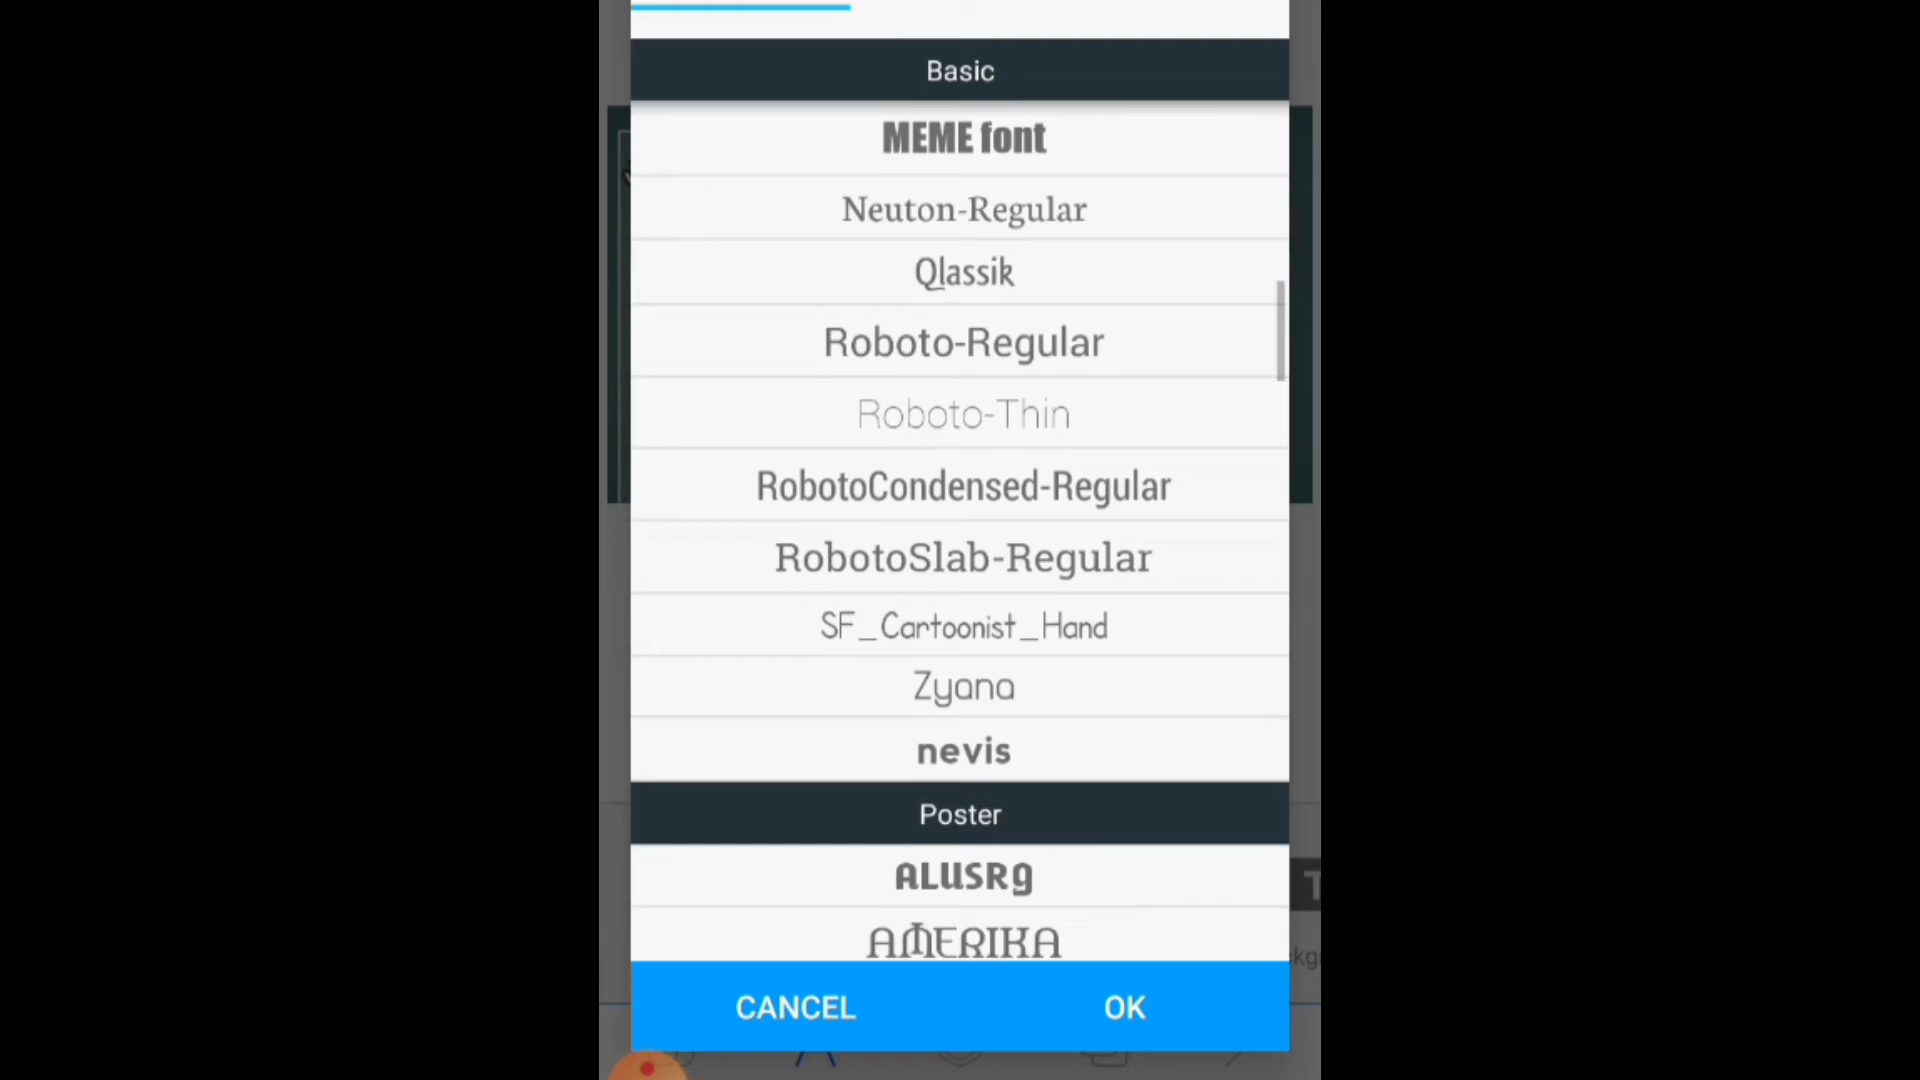 Basic
MEME font
Neuton-Regular
Qlassik
Roboto-Regular
Roboto-Thin
RobotoCondensed-Regular
RobotoSlab-Regular
SF_Cartoonist_Hand
Zyana
nevis
Poster
ALUSRg
AMERIKA
CANCEL
OK